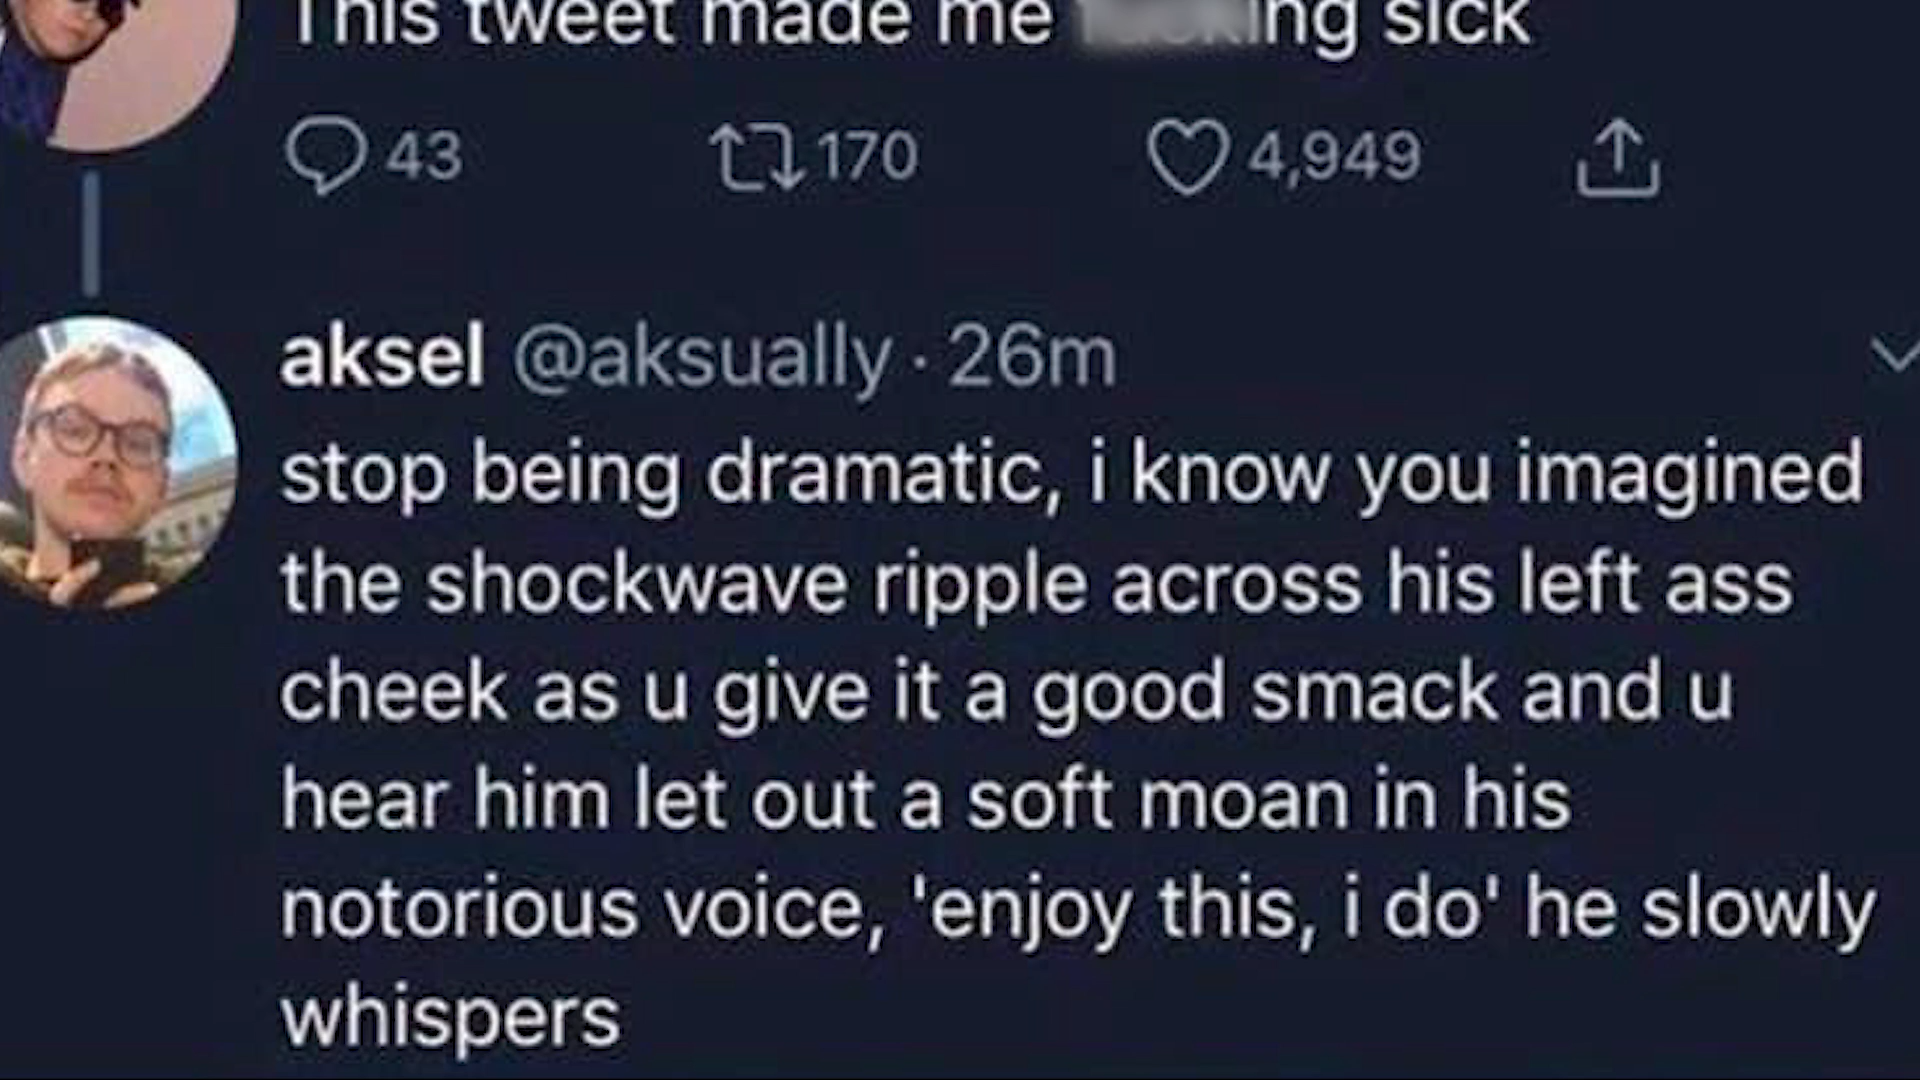 This tweet made me ing sick
43 170 4,949
aksel @aksually · 26m
stop being dramatic, i know you imagined
the shockwave ripple across his left ass
cheek as u give it a good smack and u
hear him let out a soft moan in his
notorious voice, 'enjoy this, i do' he slowly
whispers